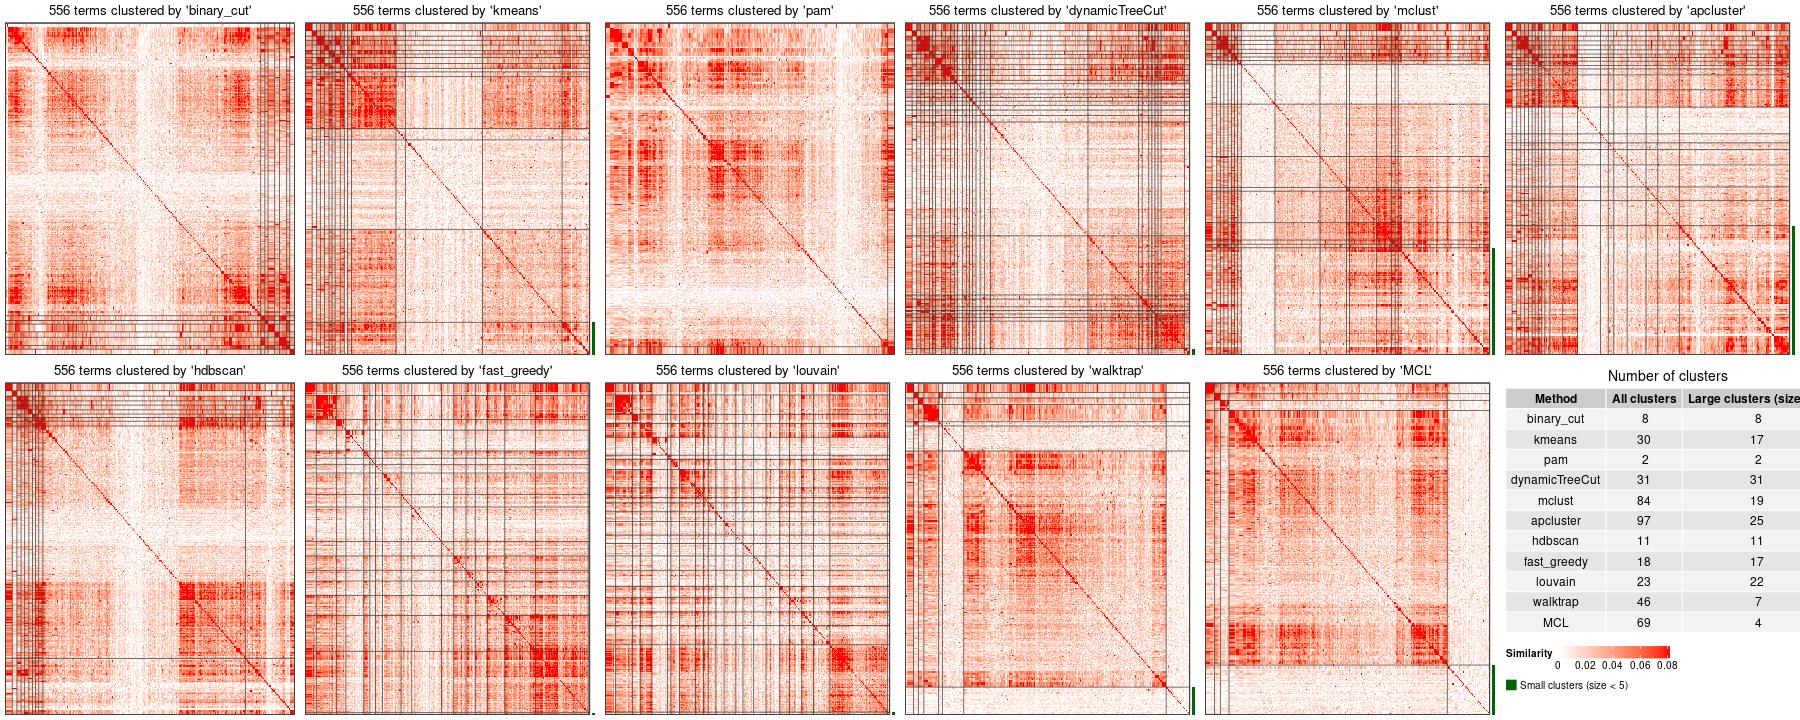 556 terms clustered by 'binary_cut'
556 terms clustered by 'kmeans'
556 terms clustered by 'pam'
556 terms clustered by 'dynamicTreeCut'
556 terms clustered by 'mclust'
556 terms clustered by 'apcluster'
556 terms clustered by 'hdbscan'
556 terms clustered by 'fast_greedy'
556 terms clustered by 'louvain'
556 terms clustered by 'walktrap'
556 terms clustered by 'MCL'
Number of clusters
Method All clusters Large clusters (size
binary_cut 8 8
kmeans 30 17
pam 2 2
dynamicTreeCut 31 31
mclust 84 19
apcluster 97 25
hdbscan 11 11
fast_greedy 18 17
louvain 23 22
walktrap 46 7
MCL 69 4
Similarity
0 0.02 0.04 0.06 0.08
Small clusters (size < 5)